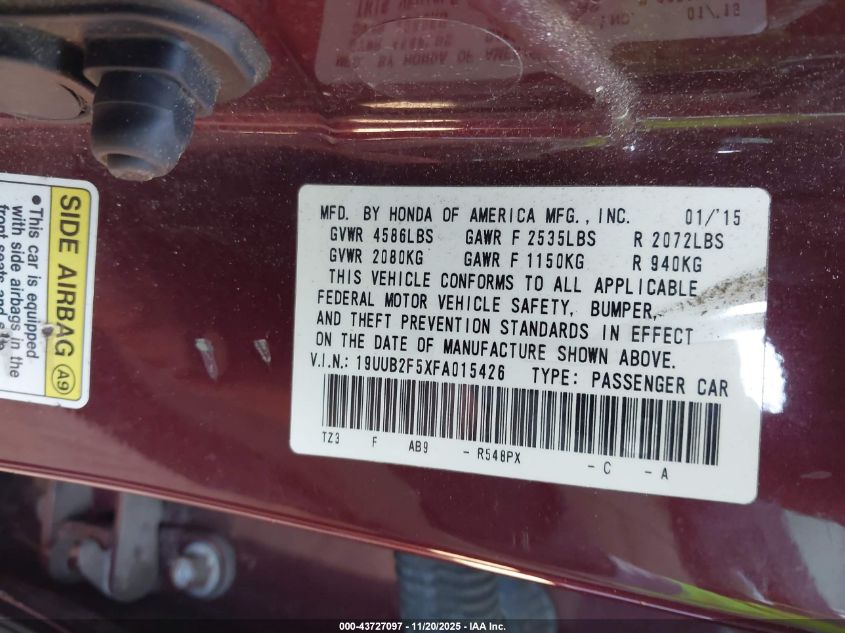 MFD. BY HONDA OF AMERICA MFG., INC. 01/'15
GVWR 4586LBS GAWR F 2535LBS R 2072LBS
GVWR 2080KG GAWR F 1150KG R 940KG
THIS VEHICLE CONFORMS TO ALL APPLICABLE
FEDERAL MOTOR VEHICLE SAFETY, BUMPER,
AND THEFT PREVENTION STANDARDS IN EFFECT
ON THE DATE OF MANUFACTURE SHOWN ABOVE.
V.I.N.: 19UUB2F5XFA015426 TYPE: PASSENGER CAR
TZ3 F AB9 - R548PX - C - A
SIDE AIRBAG A9
•This car is equipped
with side airbags in the
front seats and
000-43727097 - 11/20/2025 - IAA Inc.